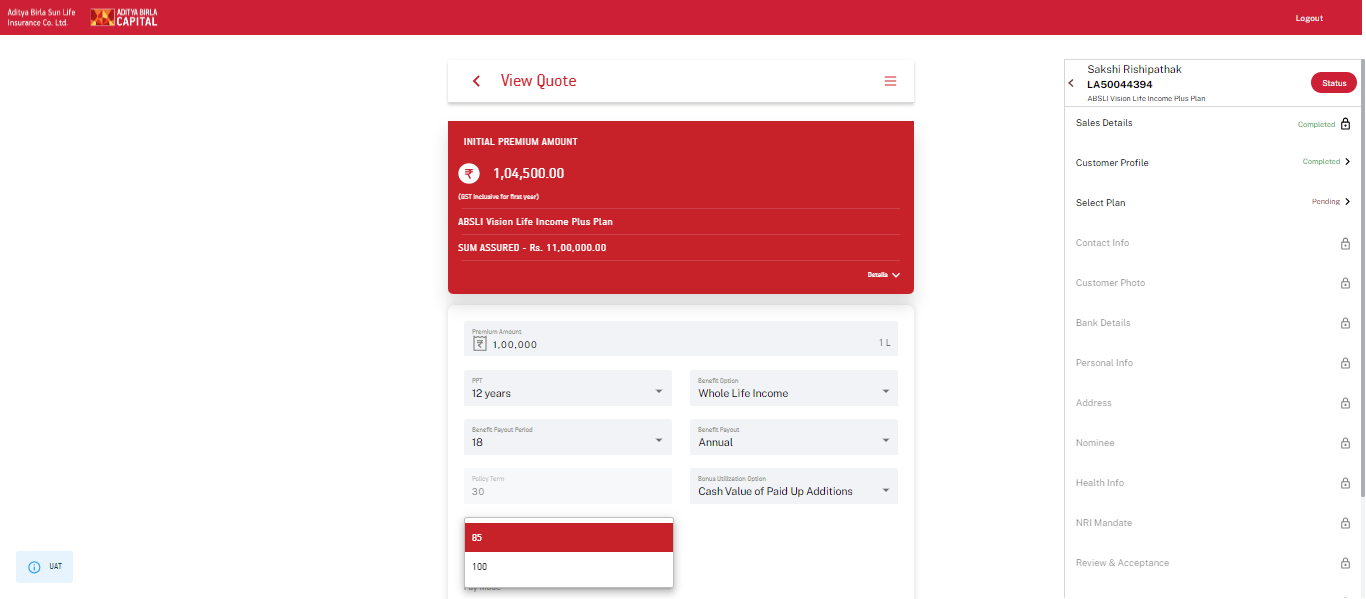 Aditya Birla Sun Life
Insurance Co. Ltd.
ADITYA BIRLA
CAPITAL
Logout
View Quote
INITIAL PREMIUM AMOUNT
₹ 1,04,500.00
(GST Inclusive for first year)
ABSLI Vision Life Income Plus Plan
SUM ASSURED - Rs. 11,00,000.00
Details
Premium Amount
₹ 1,00,000
1 L
PPT
12 years
Benefit Option
Whole Life Income
Benefit Payout Period
18
Benefit Payout
Annual
Policy Term
30
Bonus Utilization Option
Cash Value of Paid Up Additions
85
100
Pay Mode
UAT
Sakshi Rishipathak
LA50044394
ABSLI Vision Life Income Plus Plan
Status
Sales Details Completed
Customer Profile Completed
Select Plan Pending
Contact Info
Customer Photo
Bank Details
Personal Info
Address
Nominee
Health Info
NRI Mandate
Review & Acceptance